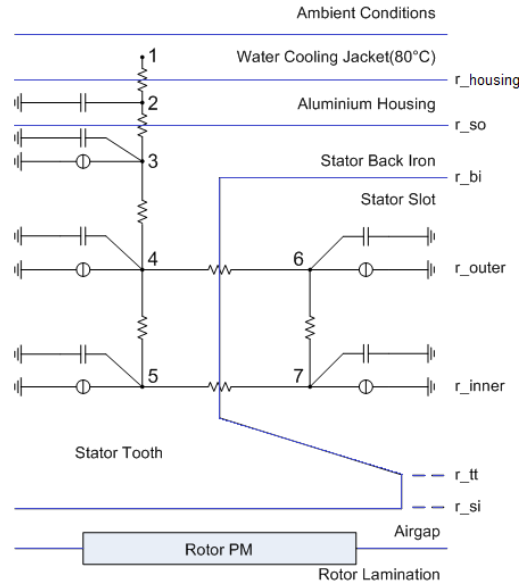 Ambient Conditions
1
Water Cooling Jacket(80°C)
r_housing
2
Aluminium Housing
r_so
3
Stator Back Iron
r_bi
Stator Slot
4
6
r_outer
5
7
r_inner
Stator Tooth
r_tt
r_si
Airgap
Rotor PM
Rotor Lamination